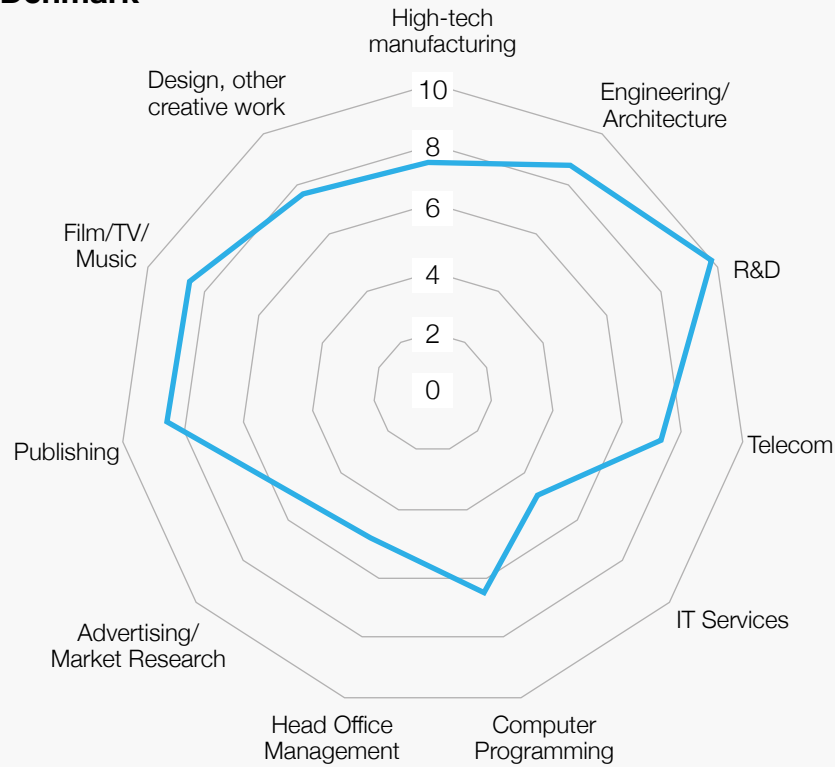 Denmark
High-tech
manufacturing
Design, other
creative work
Engineering/
Architecture
Film/TV/
Music
R&D
10
8
6
4
2
0
Publishing
Telecom
Advertising/
Market Research
IT Services
Head Office
Management
Computer
Programming